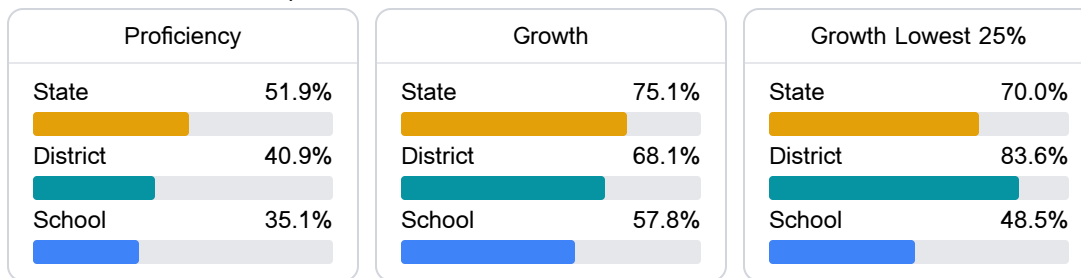 Proficiency
State 51.9%
District 40.9%
School 35.1%
Growth
State 75.1%
District 68.1%
School 57.8%
Growth Lowest 25%
State 70.0%
District 83.6%
School 48.5%